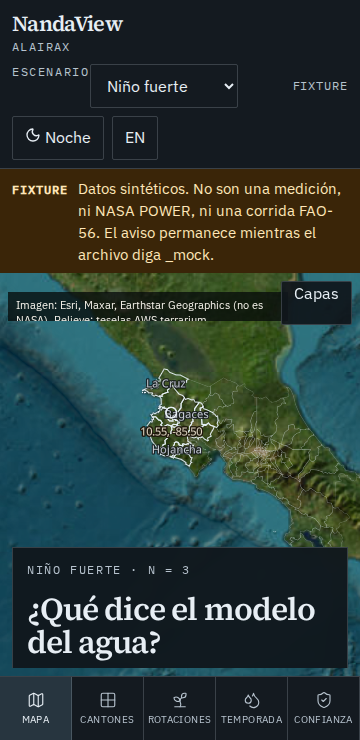 NandaView
ALAIRAX
ESCENARIO
Niño fuerte
FIXTURE
Noche
EN
FIXTURE
Datos sintéticos. No son una medición,
ni NASA POWER, ni una corrida FAO-
56. El aviso permanece mientras el
archivo diga _mock.
Imagen: Esri, Maxar, Earthstar Geographics (no es
NASA). Relieve: teselas AWS terrarium
Capas
La Cruz
Bagaces
10.55, -85.50
Hojancha
NIÑO FUERTE · N = 3
¿Qué dice el modelo
del agua?
MAPA
CANTONES
ROTACIONES
TEMPORADA
CONFIANZA